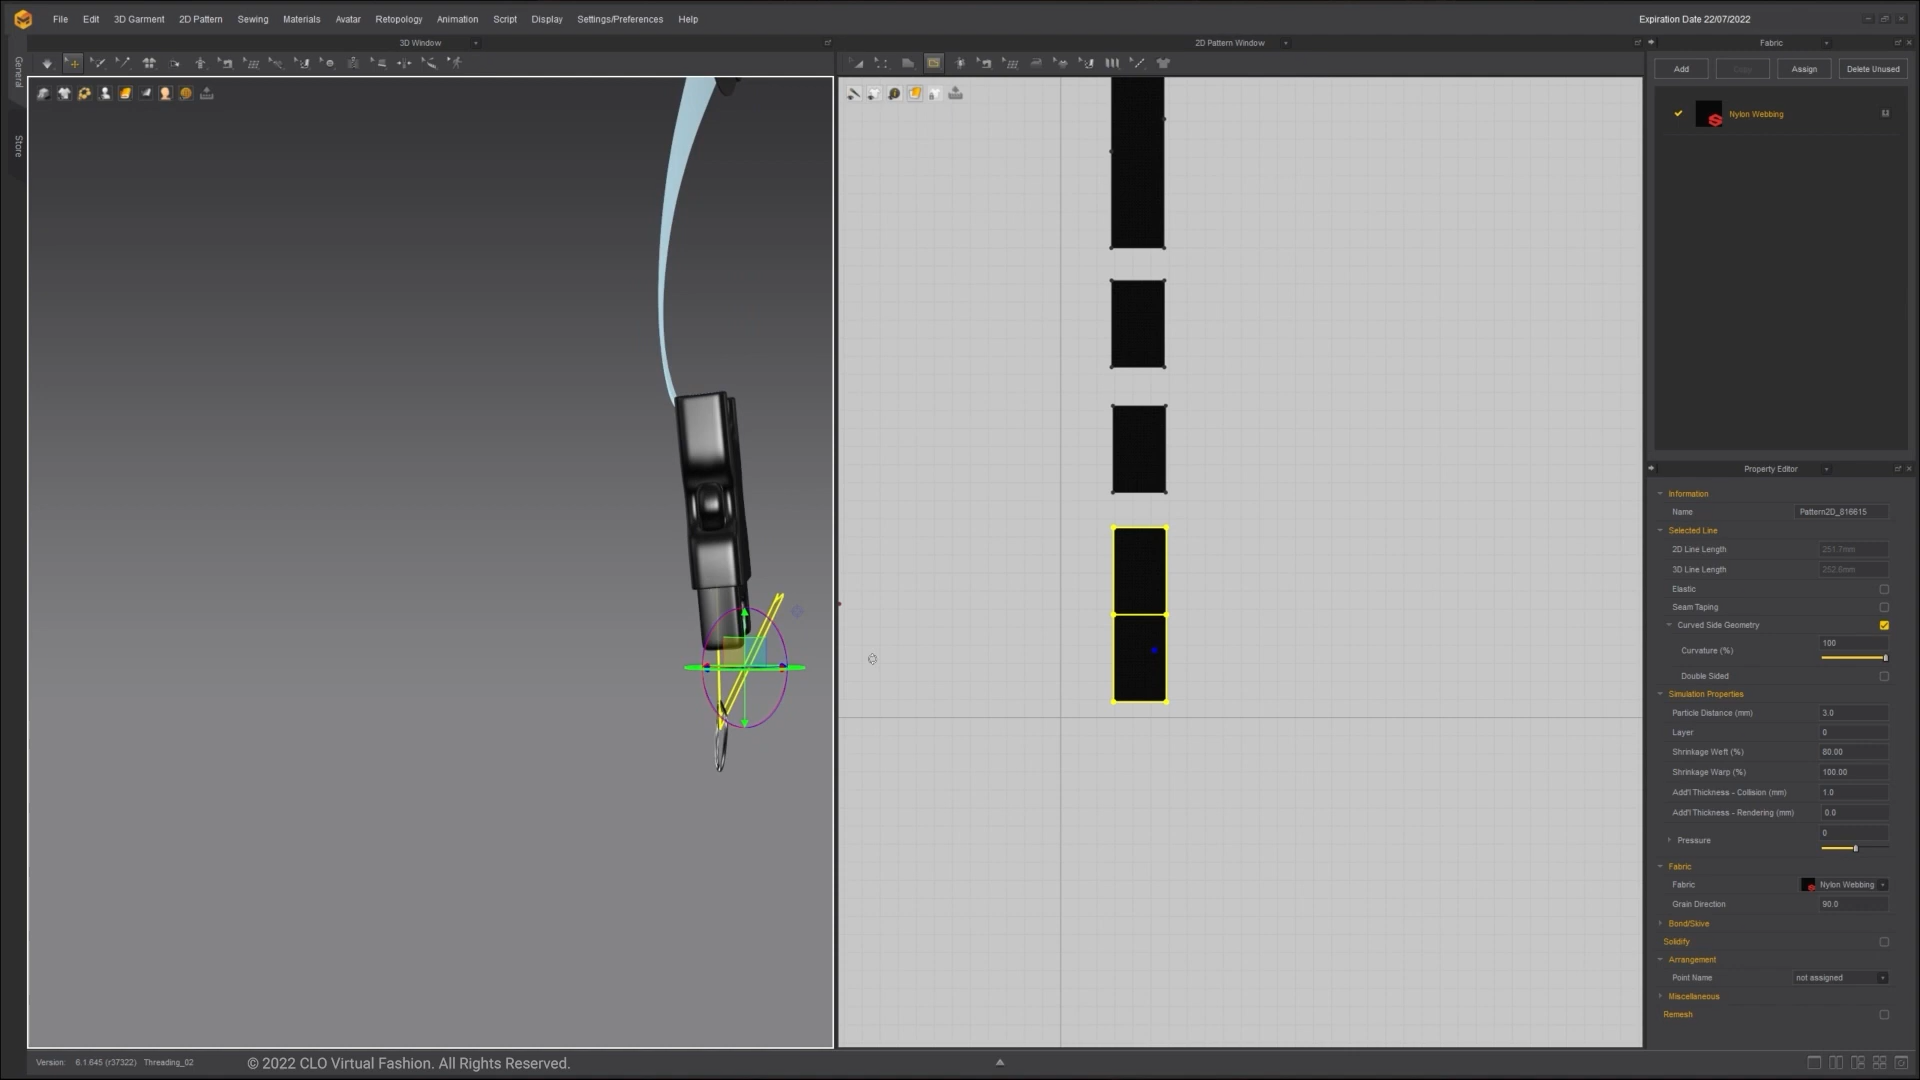 File Edit 3D Garment 2D Pattern Sewing Materials Avatar Retopology Animation Script Display Settings/Preferences Help Expiration Date 22/07/2022
3D Window
2D Pattern Window
Fabric
General
Store
Add Copy Assign Delete Unused
Nylon Webbing
Property Editor
Information
Name Pattern2D_816615
Selected Line
2D Line Length 251.7mm
3D Line Length 252.6mm
Elastic
Seam Taping
Curved Side Geometry
Curvature (%) 100
Double Sided
Simulation Properties
Particle Distance (mm) 3.0
Layer 0
Shrinkage Weft (%) 80.00
Shrinkage Warp (%) 100.00
Add'l Thickness - Collision (mm) 1.0
Add'l Thickness - Rendering (mm) 0.0
Pressure 0
Fabric
Fabric Nylon Webbing
Grain Direction 90.0
Bond/Skive
Solidify
Arrangement
Point Name not assigned
Miscellaneous
Remesh
Version: 6.1.645 (r37322) Threading_02 © 2022 CLO Virtual Fashion. All Rights Reserved.